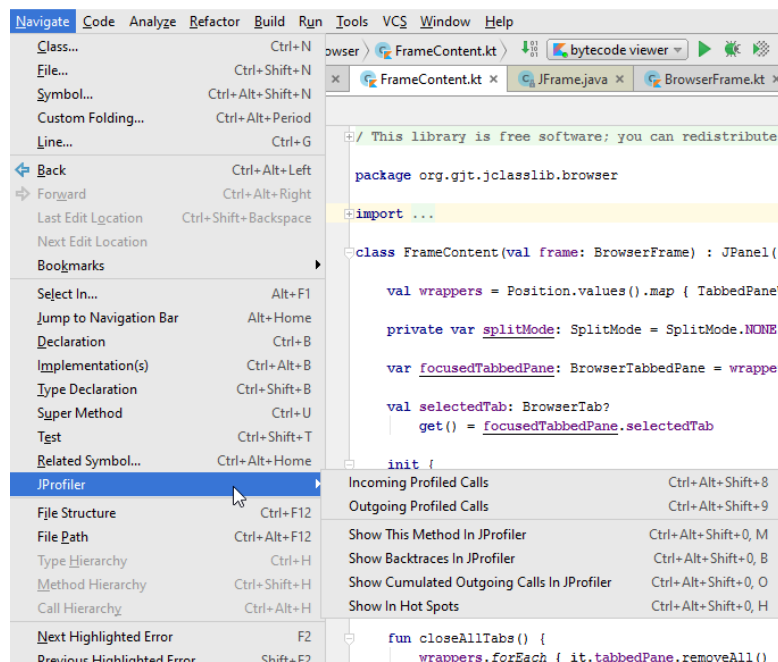 Navigate Code Analyze Refactor Build Run Tools VCS Window Help
Class... Ctrl+N
File... Ctrl+Shift+N
Symbol... Ctrl+Alt+Shift+N
Custom Folding... Ctrl+Alt+Period
Line... Ctrl+G
Back Ctrl+Alt+Left
Forward Ctrl+Alt+Right
Last Edit Location Ctrl+Shift+Backspace
Next Edit Location
Bookmarks
Select In... Alt+F1
Jump to Navigation Bar Alt+Home
Declaration Ctrl+B
Implementation(s) Ctrl+Alt+B
Type Declaration Ctrl+Shift+B
Super Method Ctrl+U
Test Ctrl+Shift+T
Related Symbol... Ctrl+Alt+Home
JProfiler
File Structure Ctrl+F12
File Path Ctrl+Alt+F12
Type Hierarchy Ctrl+H
Method Hierarchy Ctrl+Shift+H
Call Hierarchy Ctrl+Alt+H
Next Highlighted Error F2
Previous Highlighted Error Shift+F2
owser FrameContent.kt bytecode viewer
FrameContent.kt × JFrame.java × BrowserFrame.kt ×
/ This library is free software; you can redistribute
package org.gjt.jclasslib.browser
import ...
class FrameContent(val frame: BrowserFrame) : JPanel(
val wrappers = Position.values().map { TabbedPane
private var splitMode: SplitMode = SplitMode.NONE
var focusedTabbedPane: BrowserTabbedPane = wrappe
val selectedTab: BrowserTab?
get() = focusedTabbedPane.selectedTab
init {
Incoming Profiled Calls Ctrl+Alt+Shift+8
Outgoing Profiled Calls Ctrl+Alt+Shift+9
Show This Method In JProfiler Ctrl+Alt+Shift+0, M
Show Backtraces In JProfiler Ctrl+Alt+Shift+0, B
Show Cumulated Outgoing Calls In JProfiler Ctrl+Alt+Shift+0, O
Show In Hot Spots Ctrl+Alt+Shift+0, H
fun closeAllTabs() {
wrappers.forEach { it.tabbedPane.removeAll()